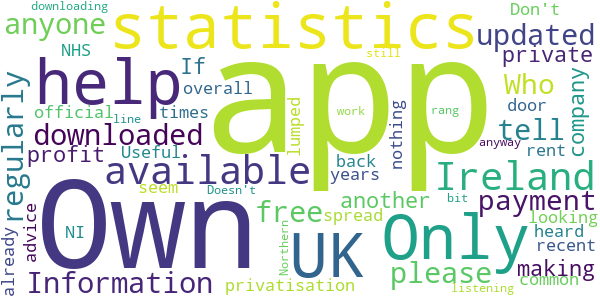 downloading
anyone statistics Don't
NHS updated
help app private
If Who
official overall
line times lumped door company
downloaded tell
regularly profit Useful nothing rent
work rang
still
available back anyway
seem years Ireland
Own Doesn't
already advice NI free another payment
spread Only looking
UK heard
Northern please recent
bit making
Information privatisation common
listening